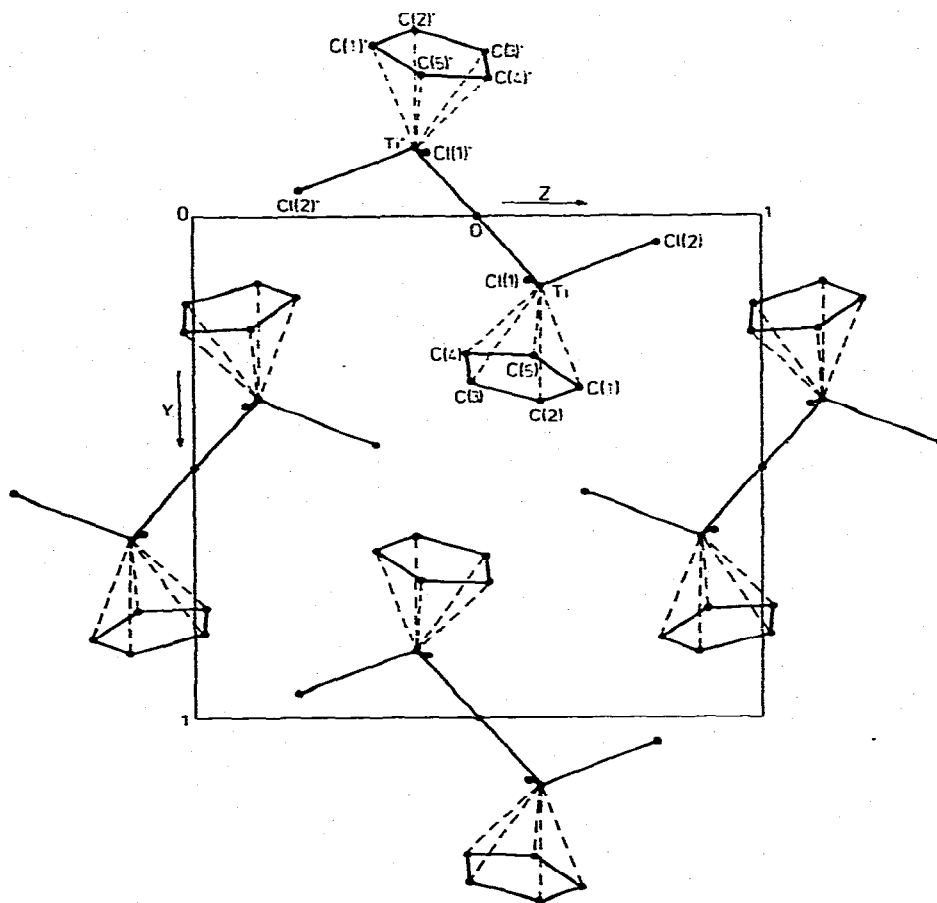 C(2)'
C(1)' C(3)'
C(5)' C(4)'
Ti' Cl(1)'
Cl(2)'
0 Z 1
O
Cl(2)
Cl(1) Ti
C(4) C(5)
C(3) C(2) C(1)
Y
1